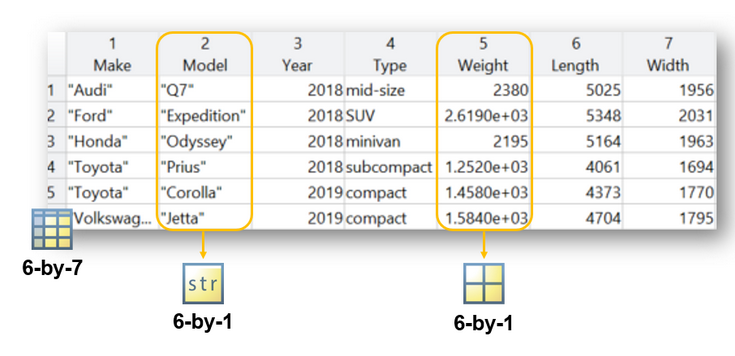 1 2 3 4 5 6 7
Make Model Year Type Weight Length Width
1 "Audi" "Q7" 2018 mid-size 2380 5025 1956
2 "Ford" "Expedition" 2018 SUV 2.6190e+03 5348 2031
3 "Honda" "Odyssey" 2018 minivan 2195 5164 1963
4 "Toyota" "Prius" 2018 subcompact 1.2520e+03 4061 1694
5 "Toyota" "Corolla" 2019 compact 1.4580e+03 4373 1770
"Volkswag... "Jetta" 2019 compact 1.5840e+03 4704 1795
6-by-7
str
6-by-1
6-by-1